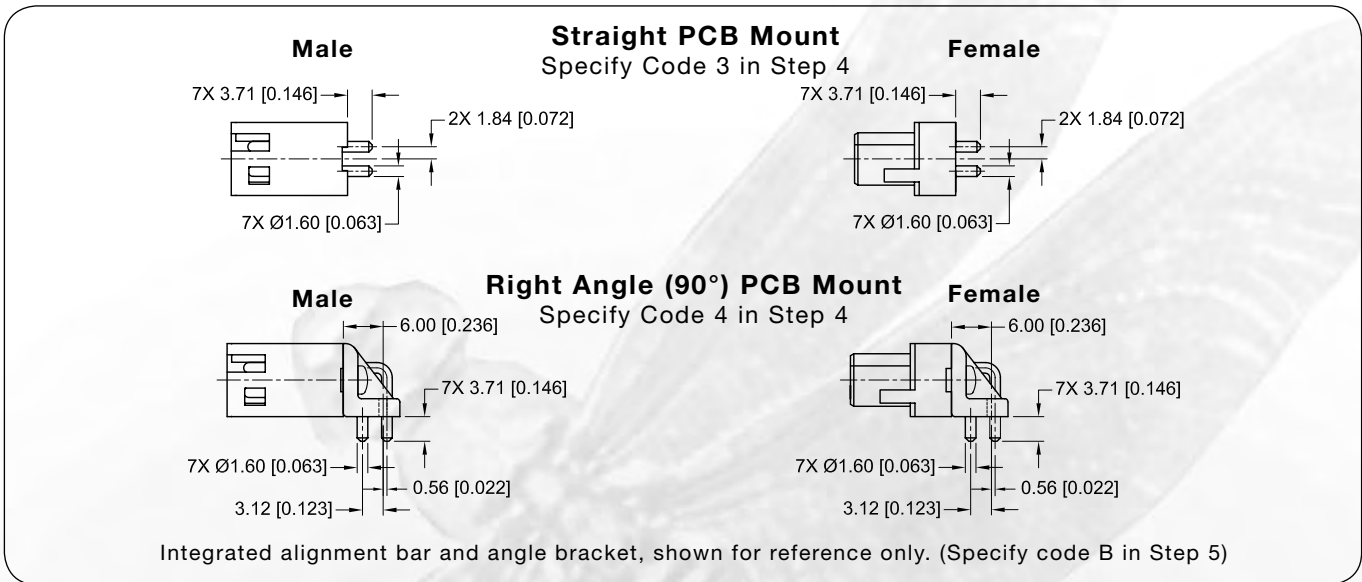 Straight PCB Mount
Specify Code 3 in Step 4
Male
Female
7X 3.71 [0.146]
2X 1.84 [0.072]
7X Ø1.60 [0.063]
7X 3.71 [0.146]
2X 1.84 [0.072]
7X Ø1.60 [0.063]
Right Angle (90°) PCB Mount
Specify Code 4 in Step 4
Male
Female
6.00 [0.236]
7X 3.71 [0.146]
7X Ø1.60 [0.063]
0.56 [0.022]
3.12 [0.123]
6.00 [0.236]
7X 3.71 [0.146]
7X Ø1.60 [0.063]
0.56 [0.022]
3.12 [0.123]
Integrated alignment bar and angle bracket, shown for reference only. (Specify code B in Step 5)